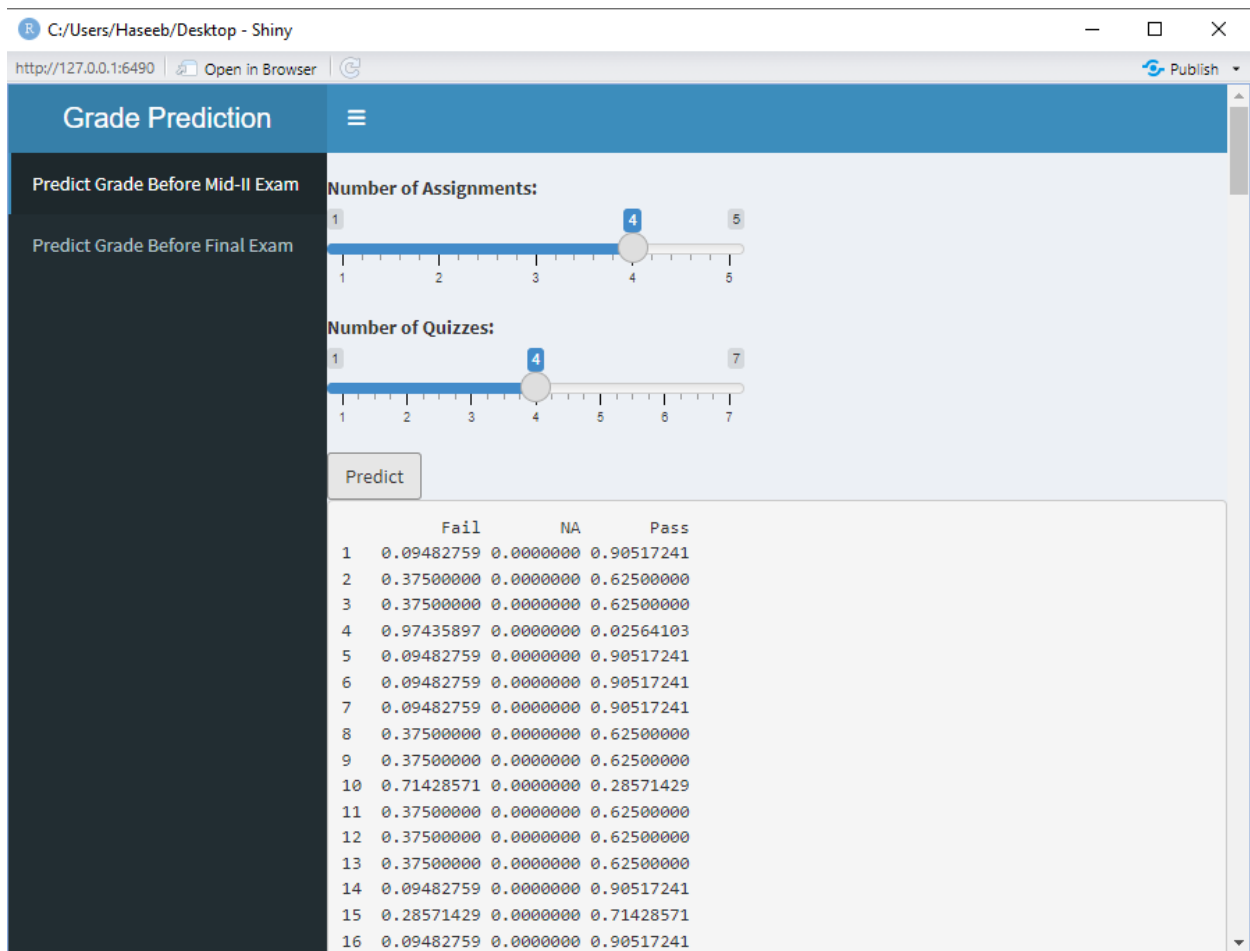 C:/Users/Haseeb/Desktop - Shiny
http://127.0.0.1:6490 Open in Browser Publish
Grade Prediction
Predict Grade Before Mid-II Exam
Predict Grade Before Final Exam
Number of Assignments:
1 4 5
1 2 3 4 5
Number of Quizzes:
1 4 7
1 2 3 4 5 6 7
Predict
Fail NA Pass
1 0.09482759 0.0000000 0.90517241
2 0.37500000 0.0000000 0.62500000
3 0.37500000 0.0000000 0.62500000
4 0.97435897 0.0000000 0.02564103
5 0.09482759 0.0000000 0.90517241
6 0.09482759 0.0000000 0.90517241
7 0.09482759 0.0000000 0.90517241
8 0.37500000 0.0000000 0.62500000
9 0.37500000 0.0000000 0.62500000
10 0.71428571 0.0000000 0.28571429
11 0.37500000 0.0000000 0.62500000
12 0.37500000 0.0000000 0.62500000
13 0.37500000 0.0000000 0.62500000
14 0.09482759 0.0000000 0.90517241
15 0.28571429 0.0000000 0.71428571
16 0.09482759 0.0000000 0.90517241